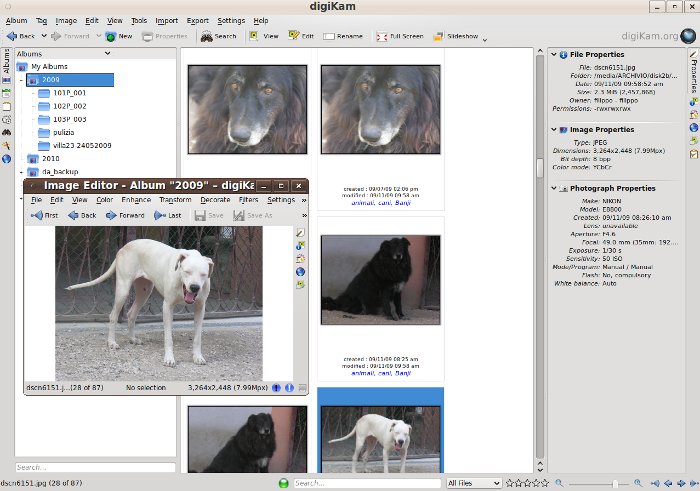 digiKam
Album Tag Image Edit View Tools Import Export Settings Help
Back Forward New Properties Search View Edit Rename Full Screen Slideshow digiKam.org
Albums
Albums
My Albums
2009
101P_001
102P_002
103P_003
pulizia
villa23-24052009
2010
da_backup
Image Editor - Album "2009" – digiKa
File Edit View Color Enhance Transform Decorate Filters Settings »
First Back Forward Last Save Save As »
dscn6151.j...(28 of 87) No selection 3,264x2,448 (7.99Mpx)
created : 09/07/09 02:06 pm
modified : 09/11/09 09:58 am
animali, cani, Banji
created : 09/11/09 08:25 am
modified : 09/11/09 09:58 am
animali, cani, Banji
File Properties
File: dscn6151.jpg
Folder: /media/ARCHIVIO/disk2b/...
Date: 09/11/09 09:58:52 am
Size: 2.3 MiB (2,457,868)
Owner: filippo - filippo
Permissions: -rwxrwxrwx
Image Properties
Type: JPEG
Dimensions: 3,264x2,448 (7.99Mpx)
Bit depth: 8 bpp
Color mode: YCbCr
Photograph Properties
Make: NIKON
Model: E8800
Created: 09/11/09 08:26:10 am
Lens: unavailable
Aperture: F4.6
Focal: 49.0 mm (35mm: 192....
Exposure: 1/30 s
Sensitivity: 50 ISO
Mode/Program: Manual / Manual
Flash: No, compulsory
White balance: Auto
Properties
Search...
dscn6151.jpg (28 of 87) Search... All Files